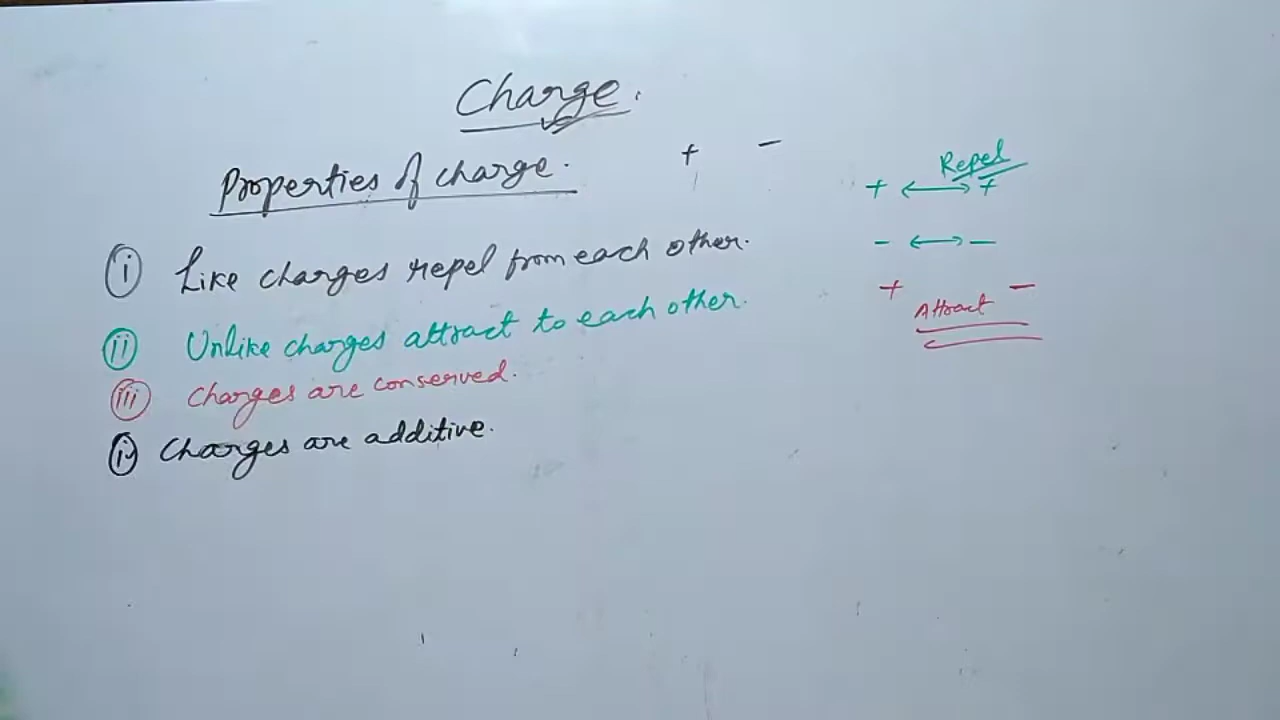 Charge.
Properties of charge.
+ −
(i) Like charges repel from each other.
(ii) Unlike charges attract to each other.
(iii) Charges are conserved.
(iv) Charges are additive.
Repel
+ ↔ +
− ↔ −
+ −
Attract